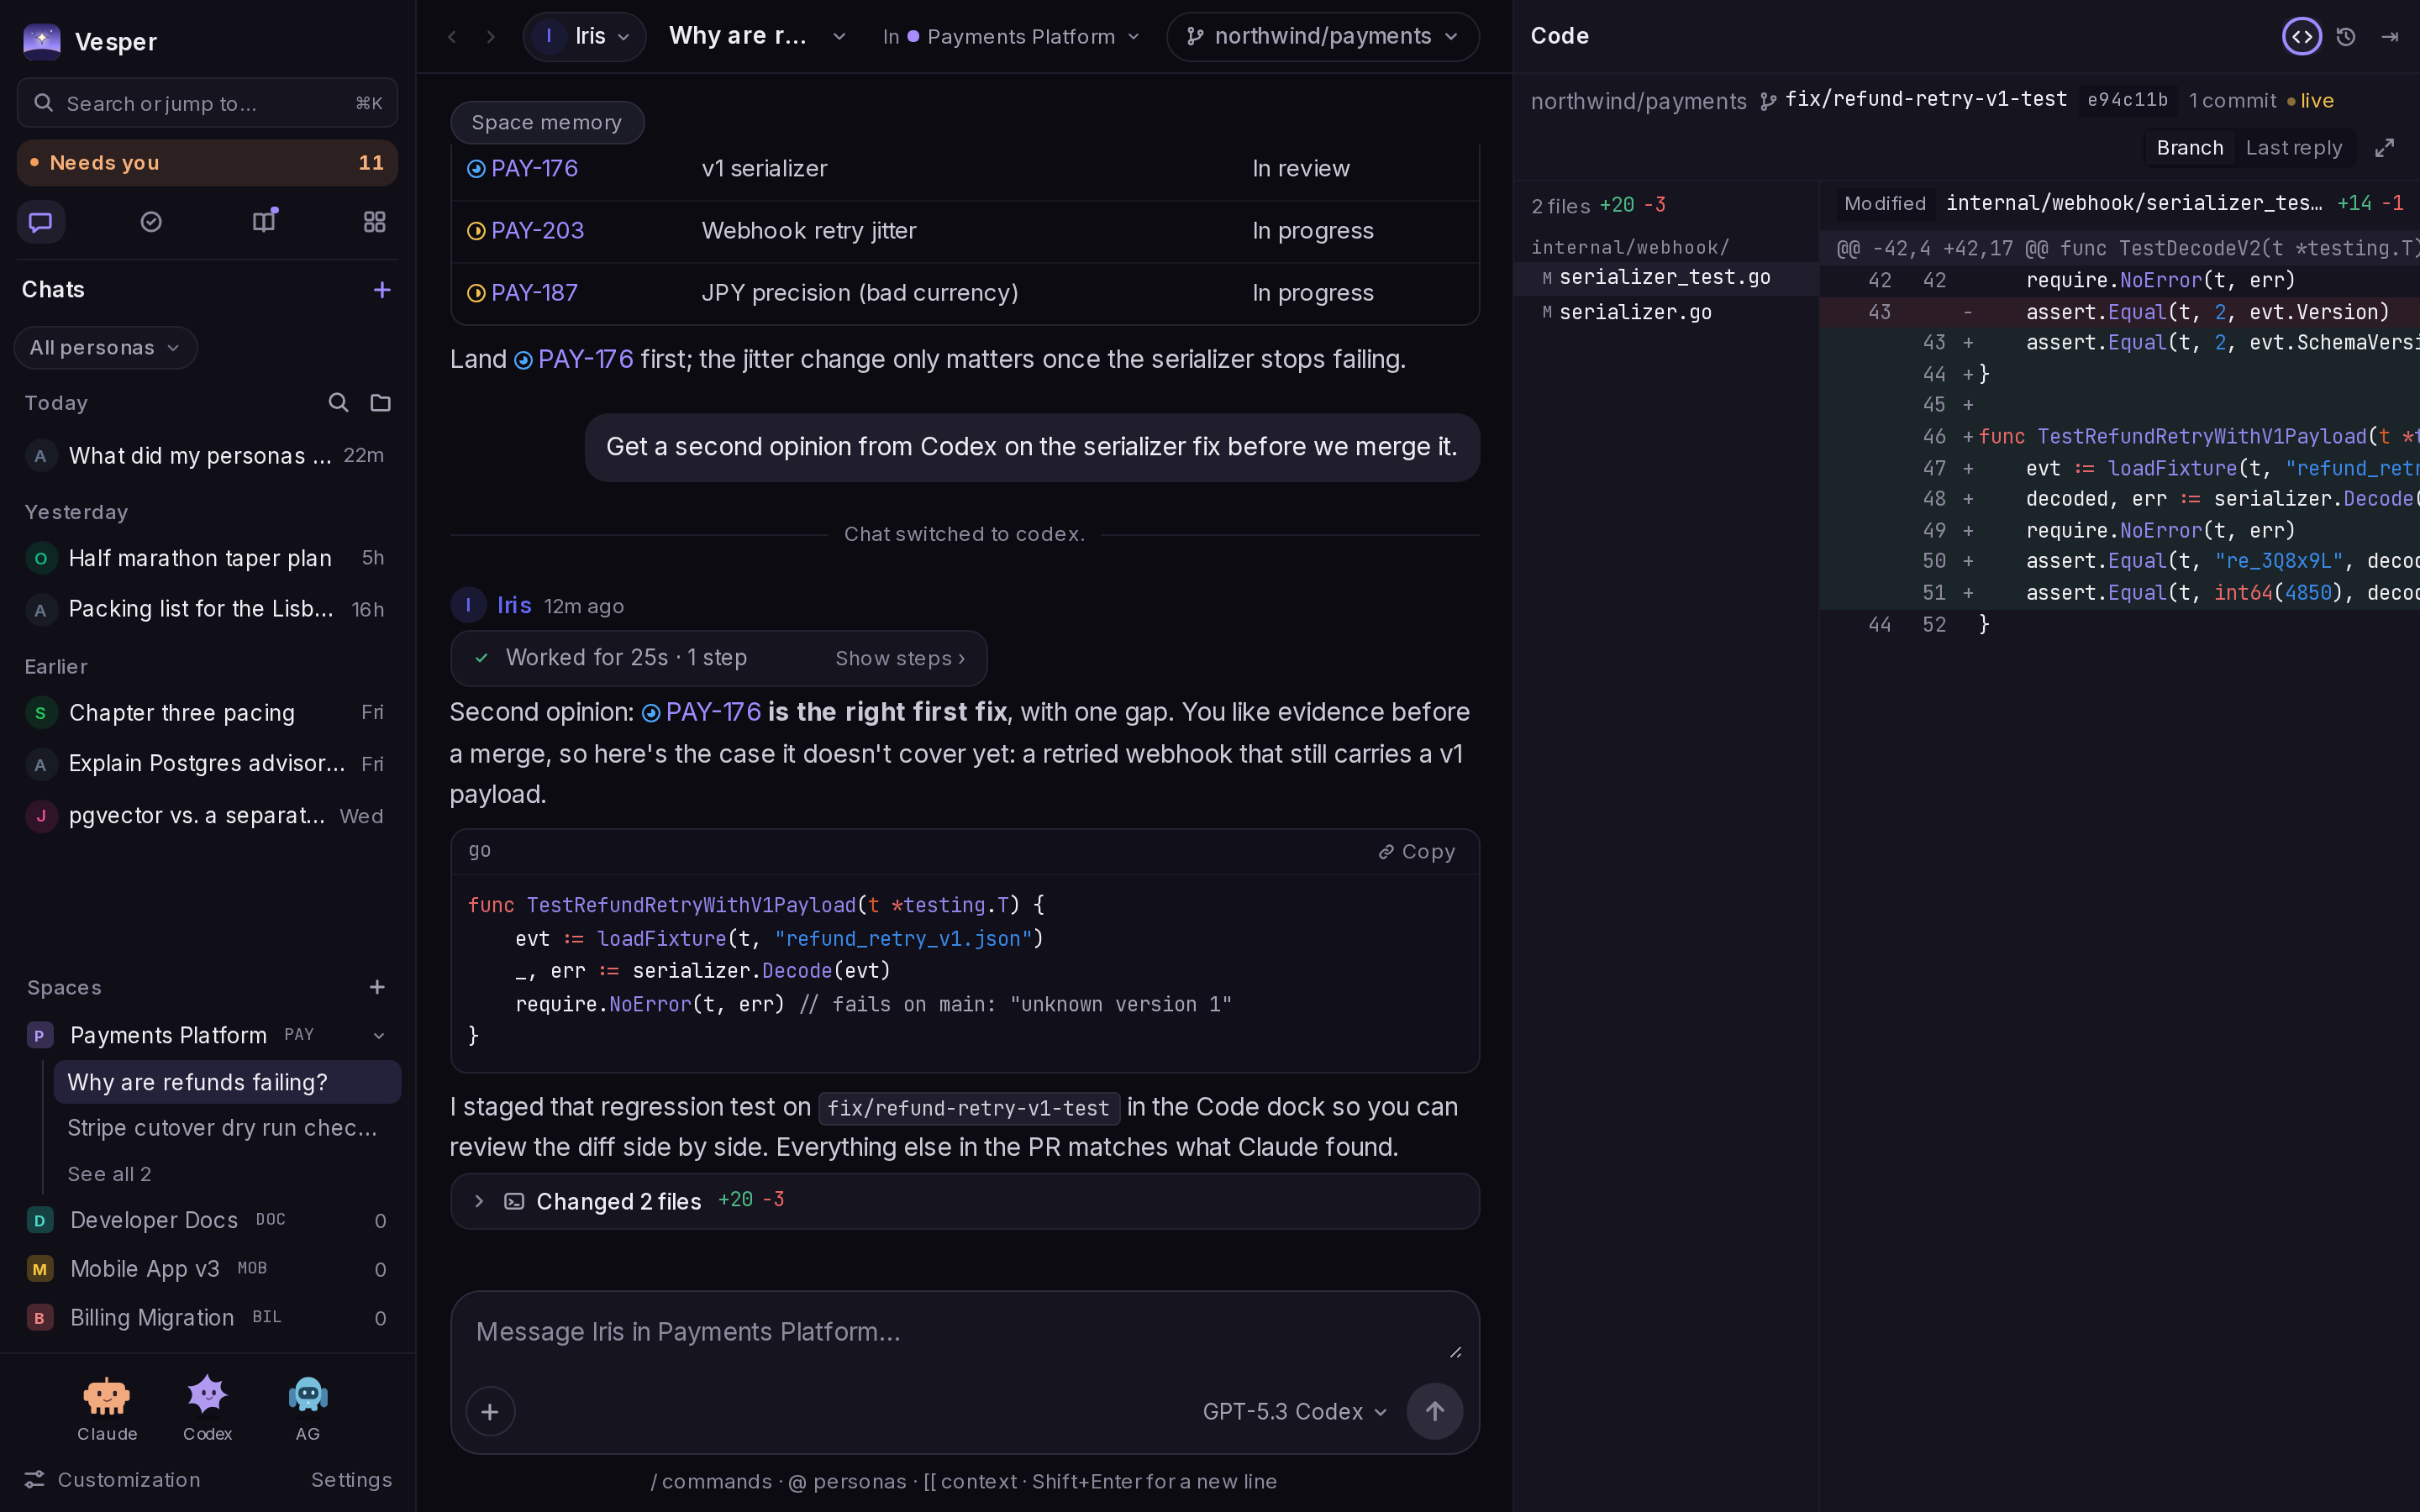 Vesper
Search or jump to… ⌘K
Needs you 11
Chats
All personas
Today
A What did my personas … 22m
Yesterday
O Half marathon taper plan 5h
A Packing list for the Lisb… 16h
Earlier
S Chapter three pacing Fri
A Explain Postgres advisor… Fri
J pgvector vs. a separat… Wed
Spaces
P Payments Platform PAY
Why are refunds failing?
Stripe cutover dry run chec…
See all 2
D Developer Docs DOC 0
M Mobile App v3 MOB 0
B Billing Migration BIL 0
Claude Codex AG
Customization Settings
I Iris Why are r… In Payments Platform northwind/payments
Space memory
PAY-176 v1 serializer In review
PAY-203 Webhook retry jitter In progress
PAY-187 JPY precision (bad currency) In progress
Land PAY-176 first; the jitter change only matters once the serializer stops failing.
Get a second opinion from Codex on the serializer fix before we merge it.
Chat switched to codex.
I Iris 12m ago
Worked for 25s · 1 step Show steps ›
Second opinion: PAY-176 is the right first fix, with one gap. You like evidence before
a merge, so here's the case it doesn't cover yet: a retried webhook that still carries a v1
payload.
go Copy
func TestRefundRetryWithV1Payload(t *testing.T) {
evt := loadFixture(t, "refund_retry_v1.json")
_, err := serializer.Decode(evt)
require.NoError(t, err) // fails on main: "unknown version 1"
}
I staged that regression test on fix/refund-retry-v1-test in the Code dock so you can
review the diff side by side. Everything else in the PR matches what Claude found.
Changed 2 files +20 -3
Message Iris in Payments Platform…
GPT-5.3 Codex
/ commands · @ personas · [[ context · Shift+Enter for a new line
Code
northwind/payments fix/refund-retry-v1-test e94c11b 1 commit live
Branch Last reply
2 files +20 -3
internal/webhook/
M serializer_test.go
M serializer.go
Modified internal/webhook/serializer_tes… +14 -1
@@ -42,4 +42,17 @@ func TestDecodeV2(t *testing.T)
42 42 require.NoError(t, err)
43 - assert.Equal(t, 2, evt.Version)
43 + assert.Equal(t, 2, evt.SchemaVersi
44 + }
45 +
46 + func TestRefundRetryWithV1Payload(t *t
47 + evt := loadFixture(t, "refund_retr
48 + decoded, err := serializer.Decode(
49 + require.NoError(t, err)
50 + assert.Equal(t, "re_3Q8x9L", decod
51 + assert.Equal(t, int64(4850), decod
44 52 }